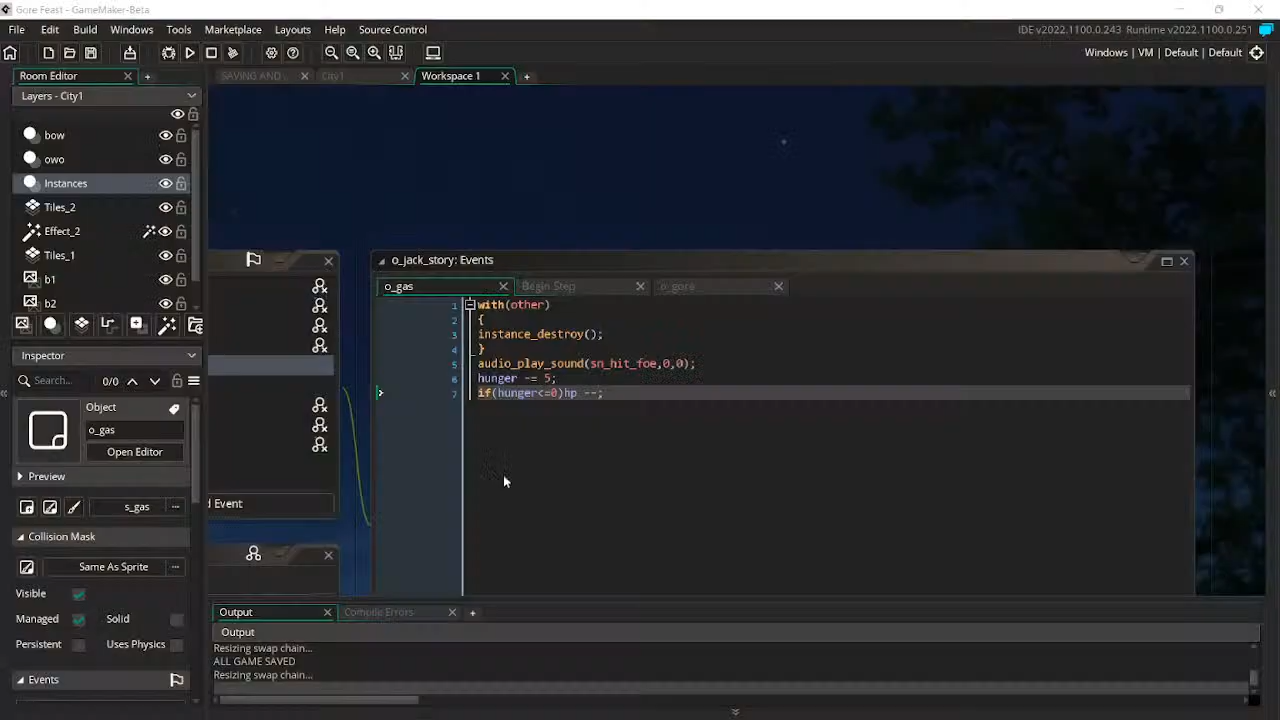 Gore Feast - GameMaker-Beta
File Edit Build Windows Tools Marketplace Layouts Help Source Control
IDE v2022.1100.0.243 Runtime v2022.1100.0.251
Windows | VM | Default | Default
Room Editor
SAVING AND
City1
Workspace 1
Layers - City1
bow
owo
Instances
Tiles_2
Effect_2
Tiles_1
b1
b2
Inspector
Search...
0/0
Object
o_gas
Open Editor
Preview
s_gas
Collision Mask
Same As Sprite
Visible
Managed Solid
Persistent Uses Physics
Events
d Event
o_jack_story: Events
o_gas
Begin Step
o_gore
1 with(other)
2 {
3 instance_destroy();
4 }
5 audio_play_sound(sn_hit_foe,0,0);
6 hunger -= 5;
7 if(hunger<=0)hp --;
Output
Compile Errors
Output
Resizing swap chain...
ALL GAME SAVED
Resizing swap chain...